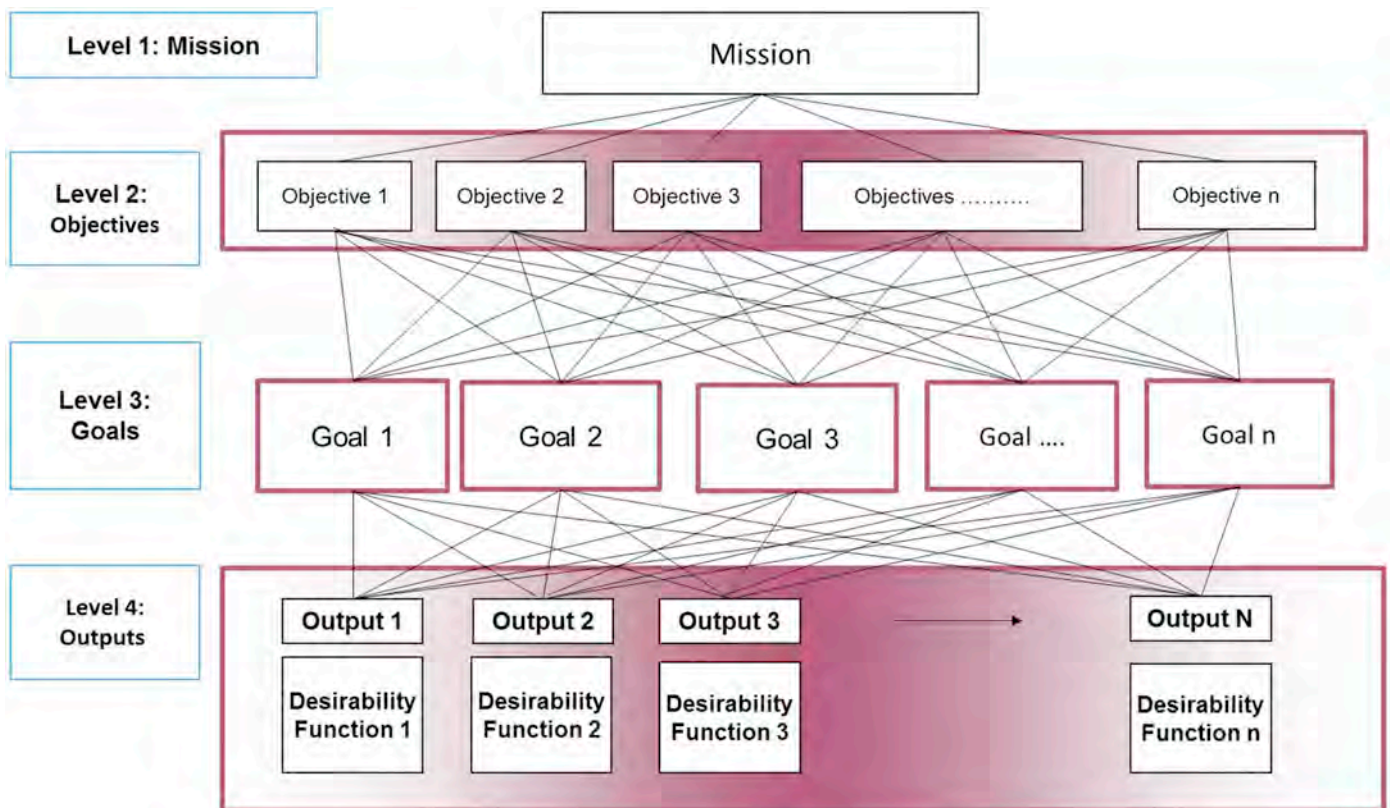 Level 1: Mission
Mission
Level 2:
Objectives
Objective 1
Objective 2
Objective 3
Objectives ..........
Objective n
Level 3:
Goals
Goal 1
Goal 2
Goal 3
Goal ....
Goal n
Level 4:
Outputs
Output 1
Output 2
Output 3
Output N
Desirability
Function 1
Desirability
Function 2
Desirability
Function 3
Desirability
Function n